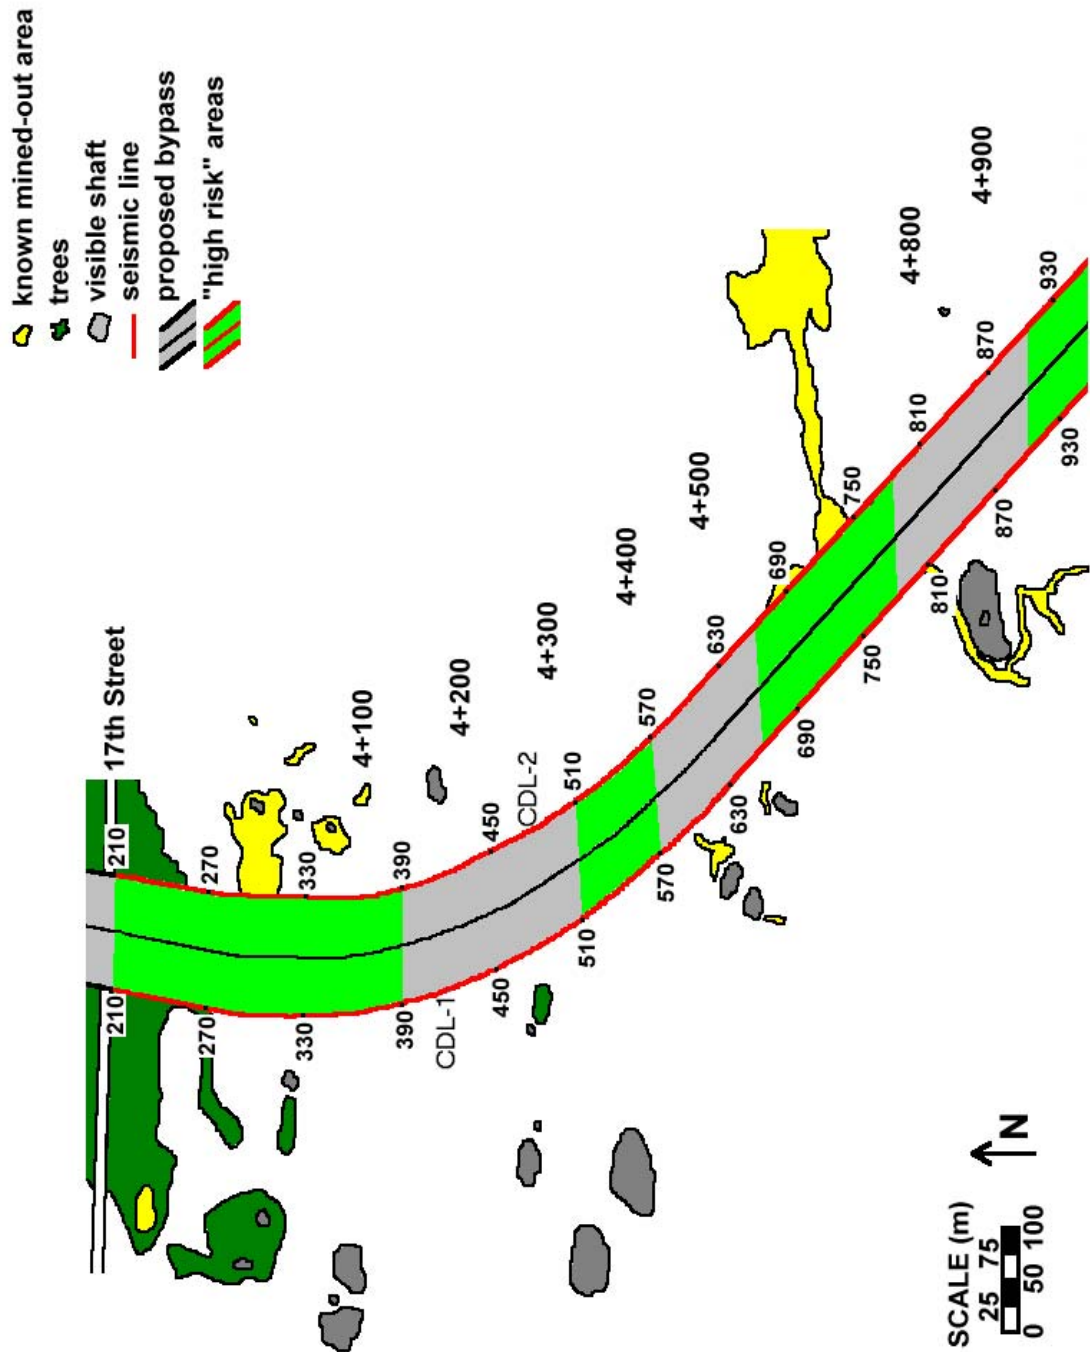 known mined-out area
trees
visible shaft
seismic line
proposed bypass
"high risk" areas
17th Street
210
210
270
270
330
330
390
390
4+100
CDL-1
CDL-2
450
450
4+200
510
510
4+300
570
570
4+400
630
630
4+500
690
690
750
750
810
810
4+800
870
870
4+900
930
930
SCALE (m)
25 75
0 50 100
N